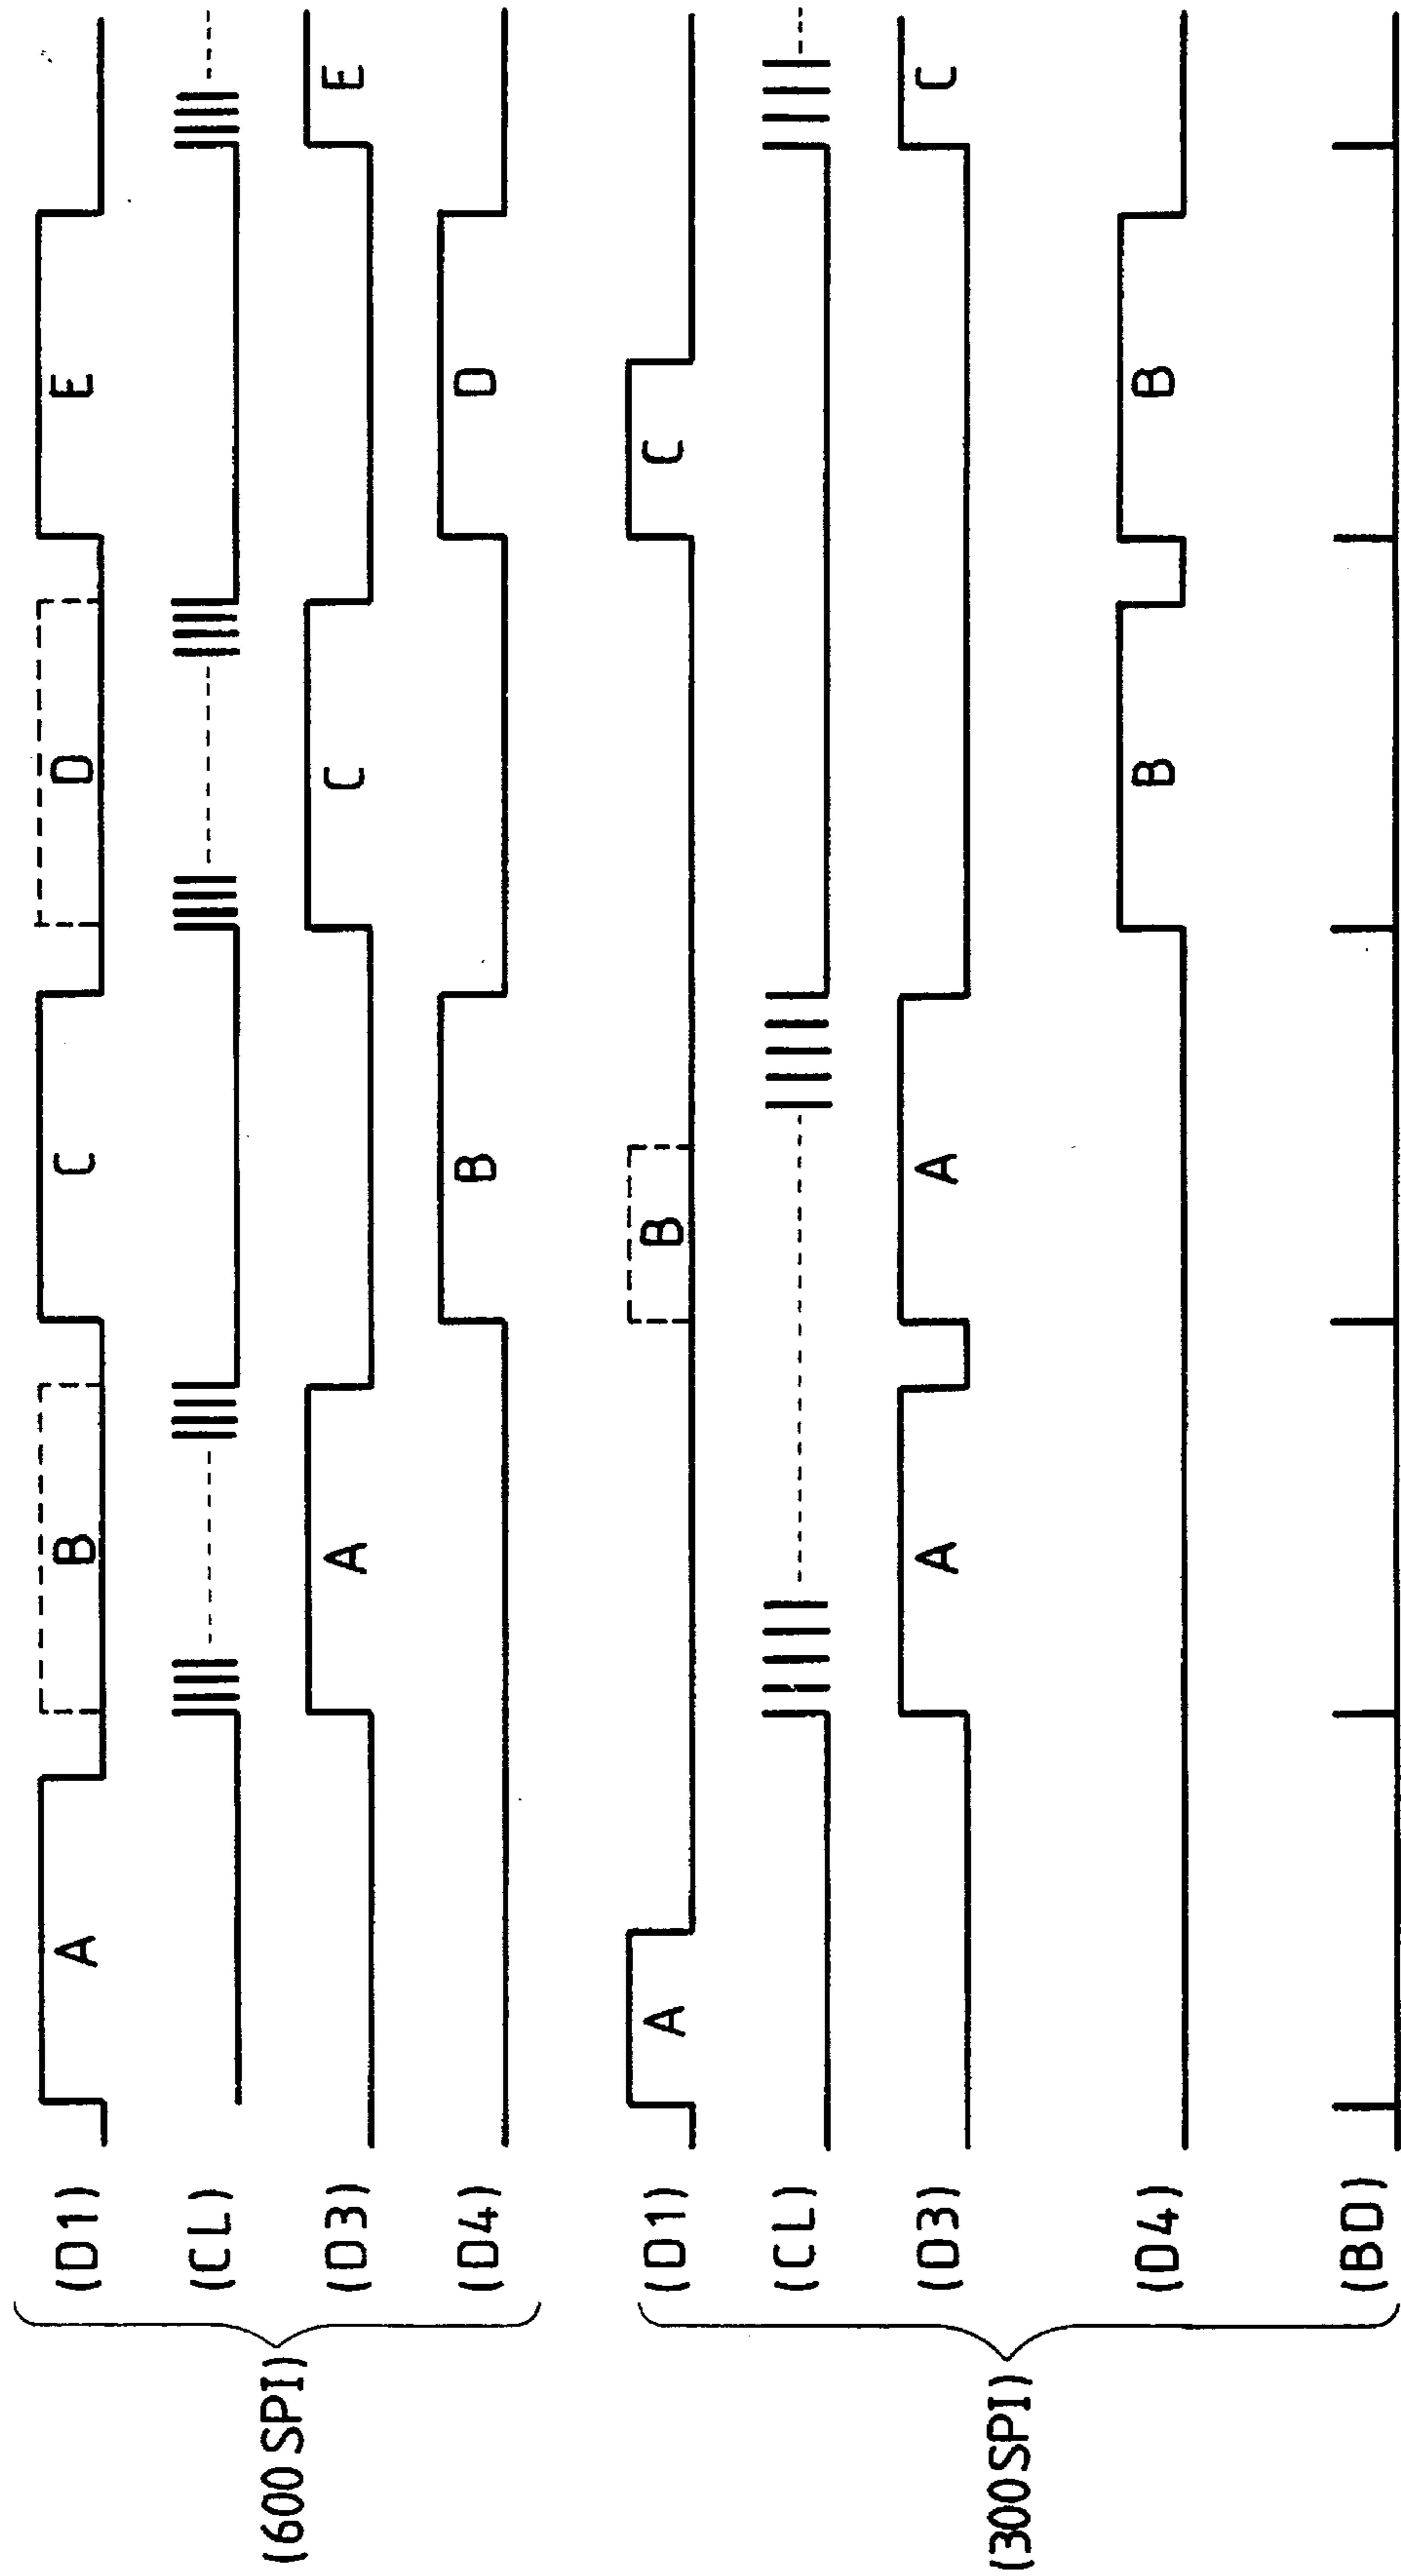 (600 SPI)
(D1) A B C D E
(CL)
(D3) A C E
(D4) B D
(300 SPI)
(D1) A B C
(CL)
(D3) A A C
(D4) B B
(BD)